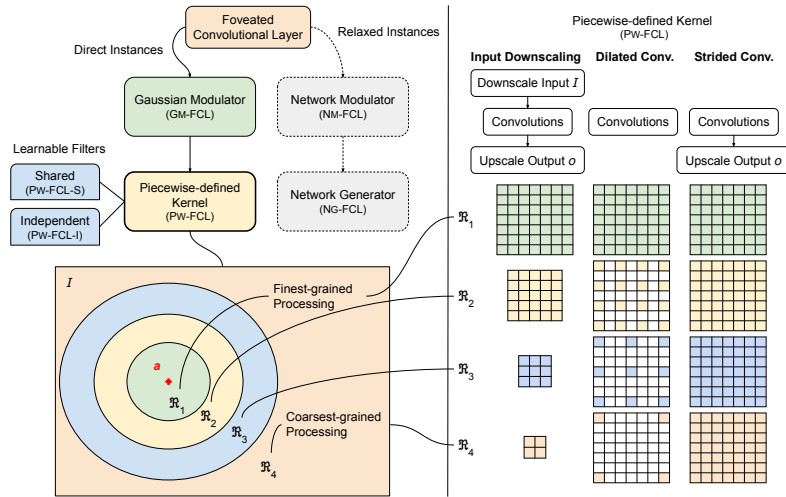 Foveated
Convolutional Layer
Direct Instances
Relaxed Instances
Gaussian Modulator
(GM-FCL)
Network Modulator
(NM-FCL)
Learnable Filters
Shared
(PW-FCL-S)
Independent
(PW-FCL-I)
Piecewise-defined
Kernel
(PW-FCL)
Network Generator
(NG-FCL)
I
Finest-grained
Processing
a
ℜ1
ℜ2
ℜ3
ℜ4
Coarsest-grained
Processing
Piecewise-defined Kernel
(PW-FCL)
Input Downscaling
Dilated Conv.
Strided Conv.
Downscale Input I
Convolutions
Convolutions
Convolutions
Upscale Output o
Upscale Output o
ℜ1
ℜ2
ℜ3
ℜ4